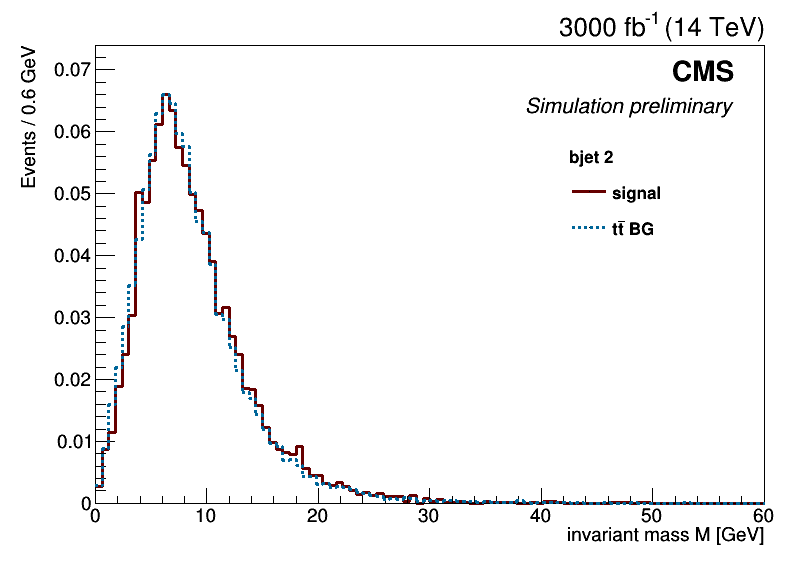 3000 fb⁻¹ (14 TeV)
CMS
Simulation preliminary
bjet 2
signal
tt̄ BG
Events / 0.6 GeV
0.07
0.06
0.05
0.04
0.03
0.02
0.01
0
0 10 20 30 40 50 60
invariant mass M [GeV]